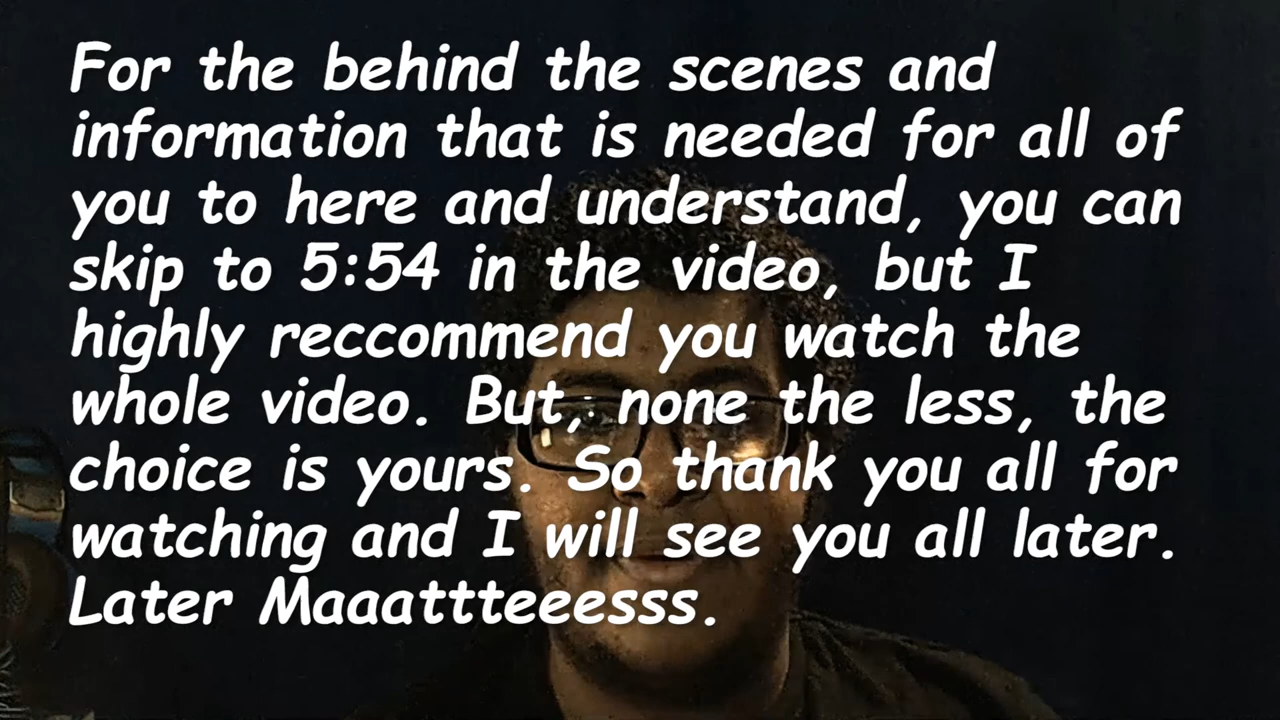 For the behind the scenes and
information that is needed for all of
you to here and understand, you can
skip to 5:54 in the video, but I
highly reccommend you watch the
whole video. But, none the less, the
choice is yours. So thank you all for
watching and I will see you all later.
Later Maaattteeesss.